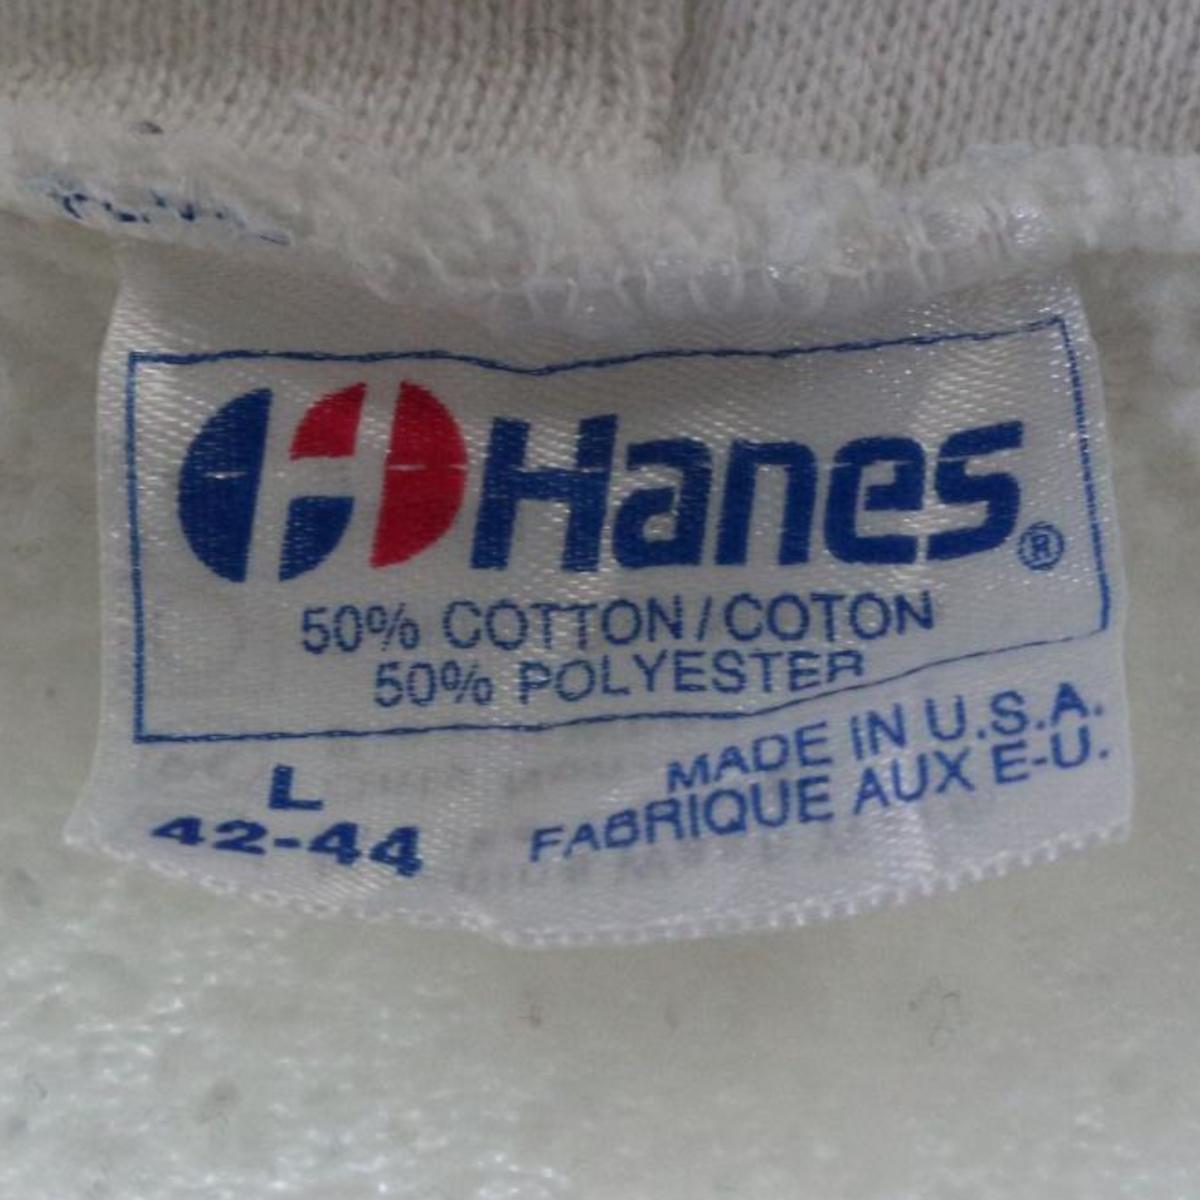 Hanes®
50% COTTON/COTON
50% POLYESTER
L
42-44
MADE IN U.S.A.
FABRIQUE AUX E-U.